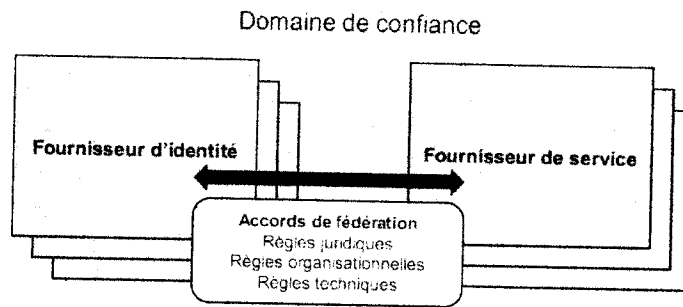 Domaine de confiance
Fournisseur d'identité
Fournisseur de service
Accords de fédération
Règles juridiques
Règles organisationnelles
Règles techniques